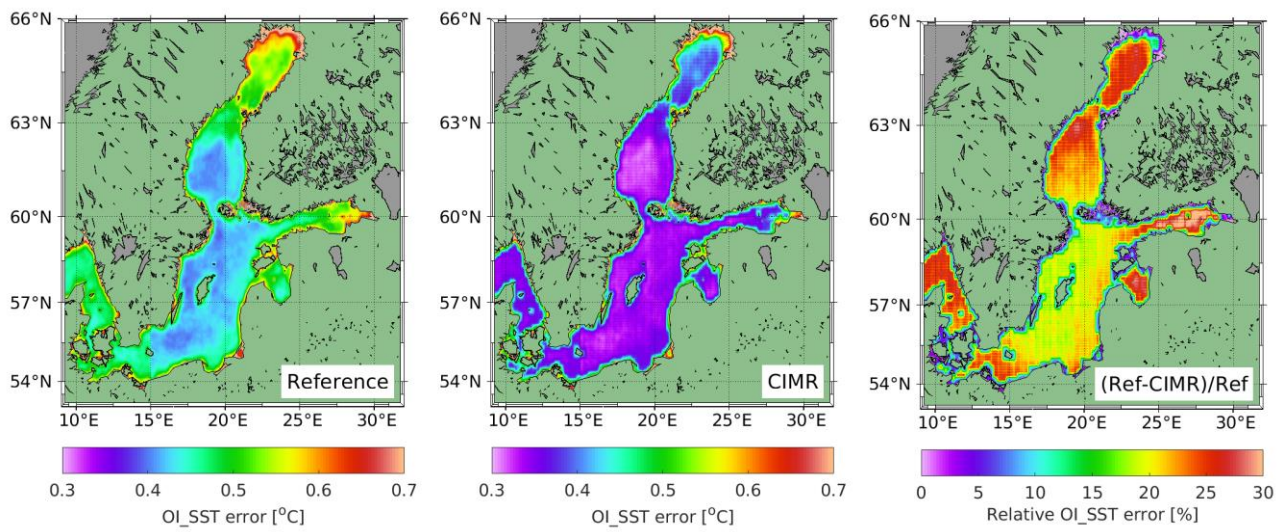 66°N
63°N
60°N
57°N
54°N
10°E 15°E 20°E 25°E 30°E
Reference
0.3 0.4 0.5 0.6 0.7
OI_SST error [°C]
66°N
63°N
60°N
57°N
54°N
10°E 15°E 20°E 25°E 30°E
CIMR
0.3 0.4 0.5 0.6 0.7
OI_SST error [°C]
66°N
63°N
60°N
57°N
54°N
10°E 15°E 20°E 25°E 30°E
(Ref-CIMR)/Ref
0 5 10 15 20 25 30
Relative OI_SST error [%]